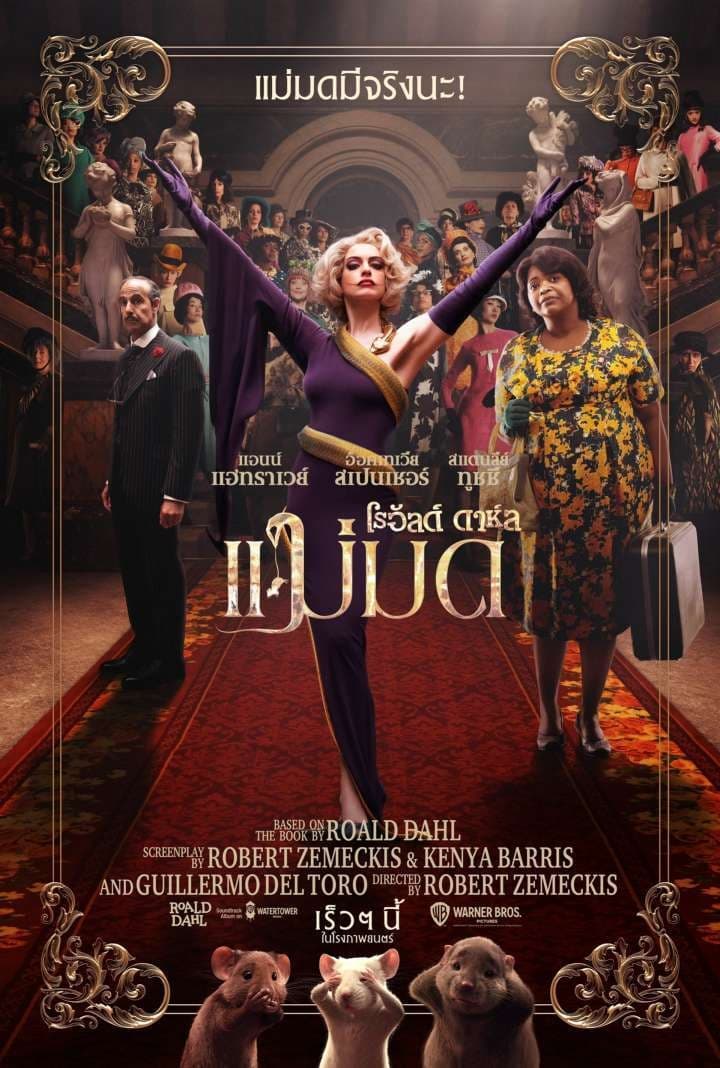 แม่มดมีจริงนะ!
แอนน์ แฮทธาเวย์
อ็อคทาเวีย สเปนเซอร์
สแตนลีย์ ทูชชี่
โรอัลด์ ดาห์ล
แม่มด
BASED ON THE BOOK BY ROALD DAHL
SCREENPLAY BY ROBERT ZEMECKIS & KENYA BARRIS
AND GUILLERMO DEL TORO DIRECTED BY ROBERT ZEMECKIS
ROALD DAHL
Soundtrack Album on WATERTOWER
เร็วๆ นี้
ในโรงภาพยนตร์
WB WARNER BROS.
PICTURES